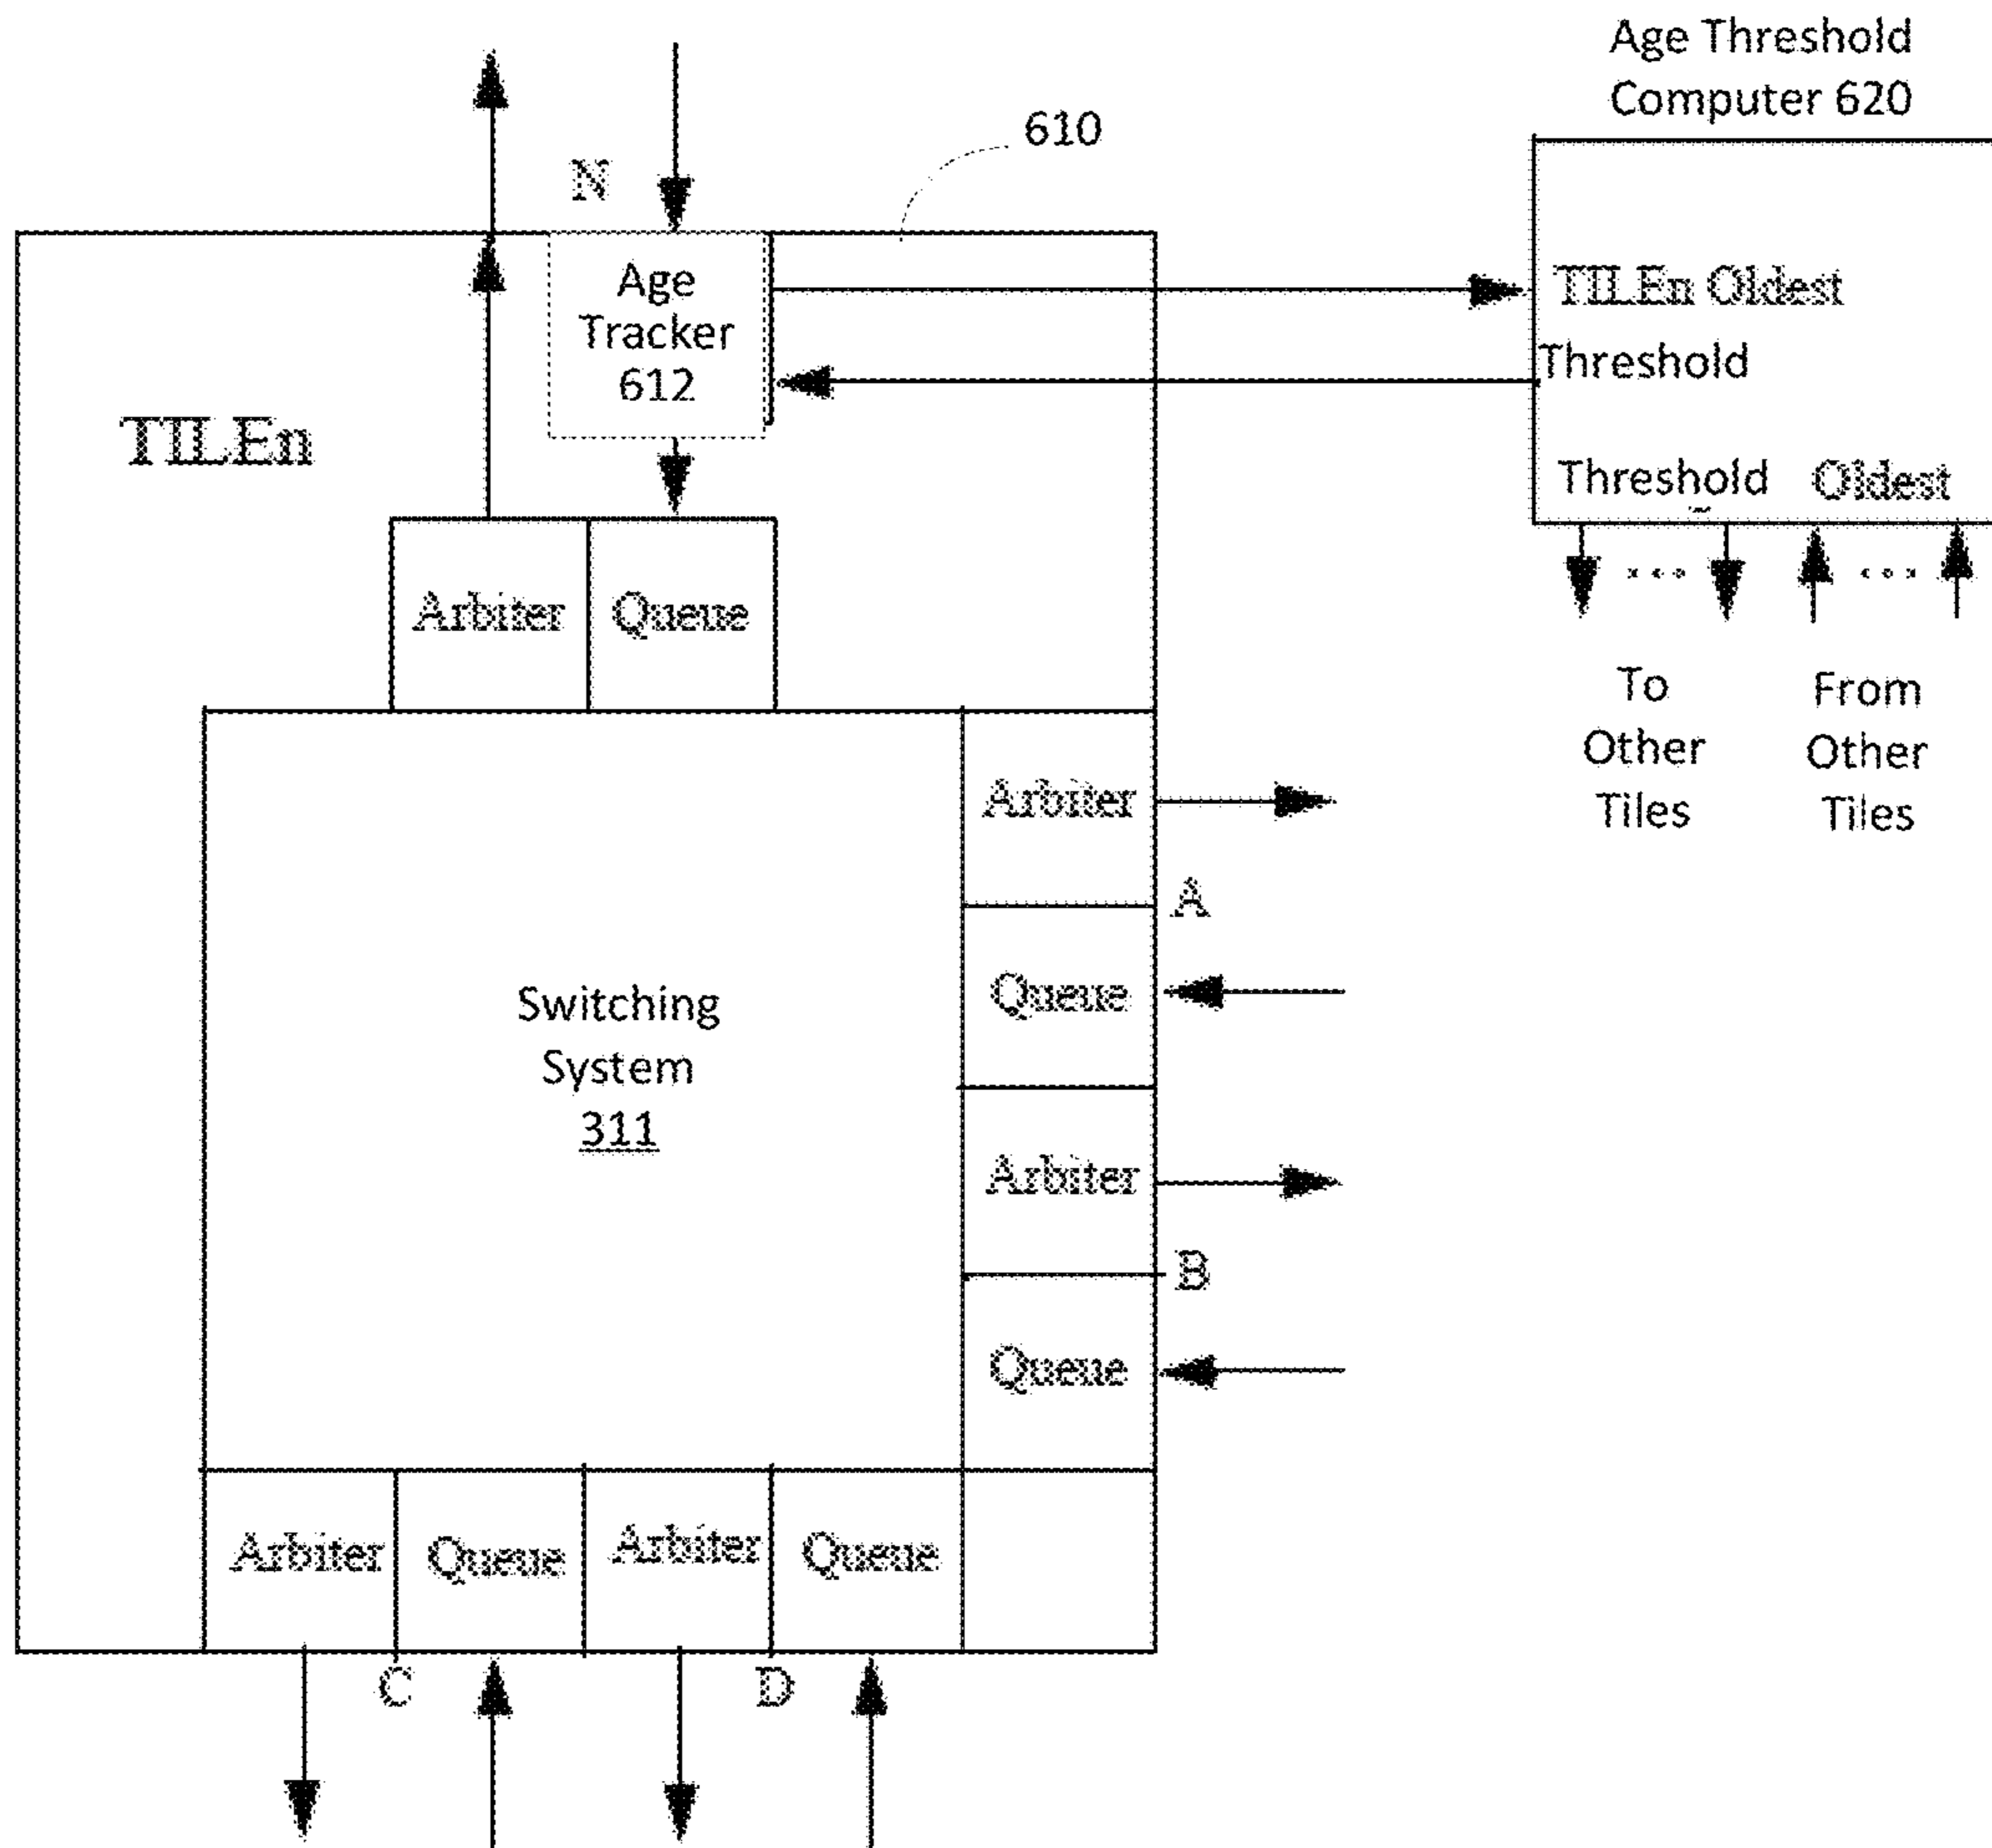 Age Threshold
Computer 620
610
N
Age
Tracker
612
TILEn Oldest
Threshold
TILEn
Threshold Oldest
... ...
Arbiter Queue
To
Other
Tiles
From
Other
Tiles
Arbiter
A
Queue
Switching
System
311
Arbiter
B
Queue
Arbiter Queue Arbiter Queue
C D